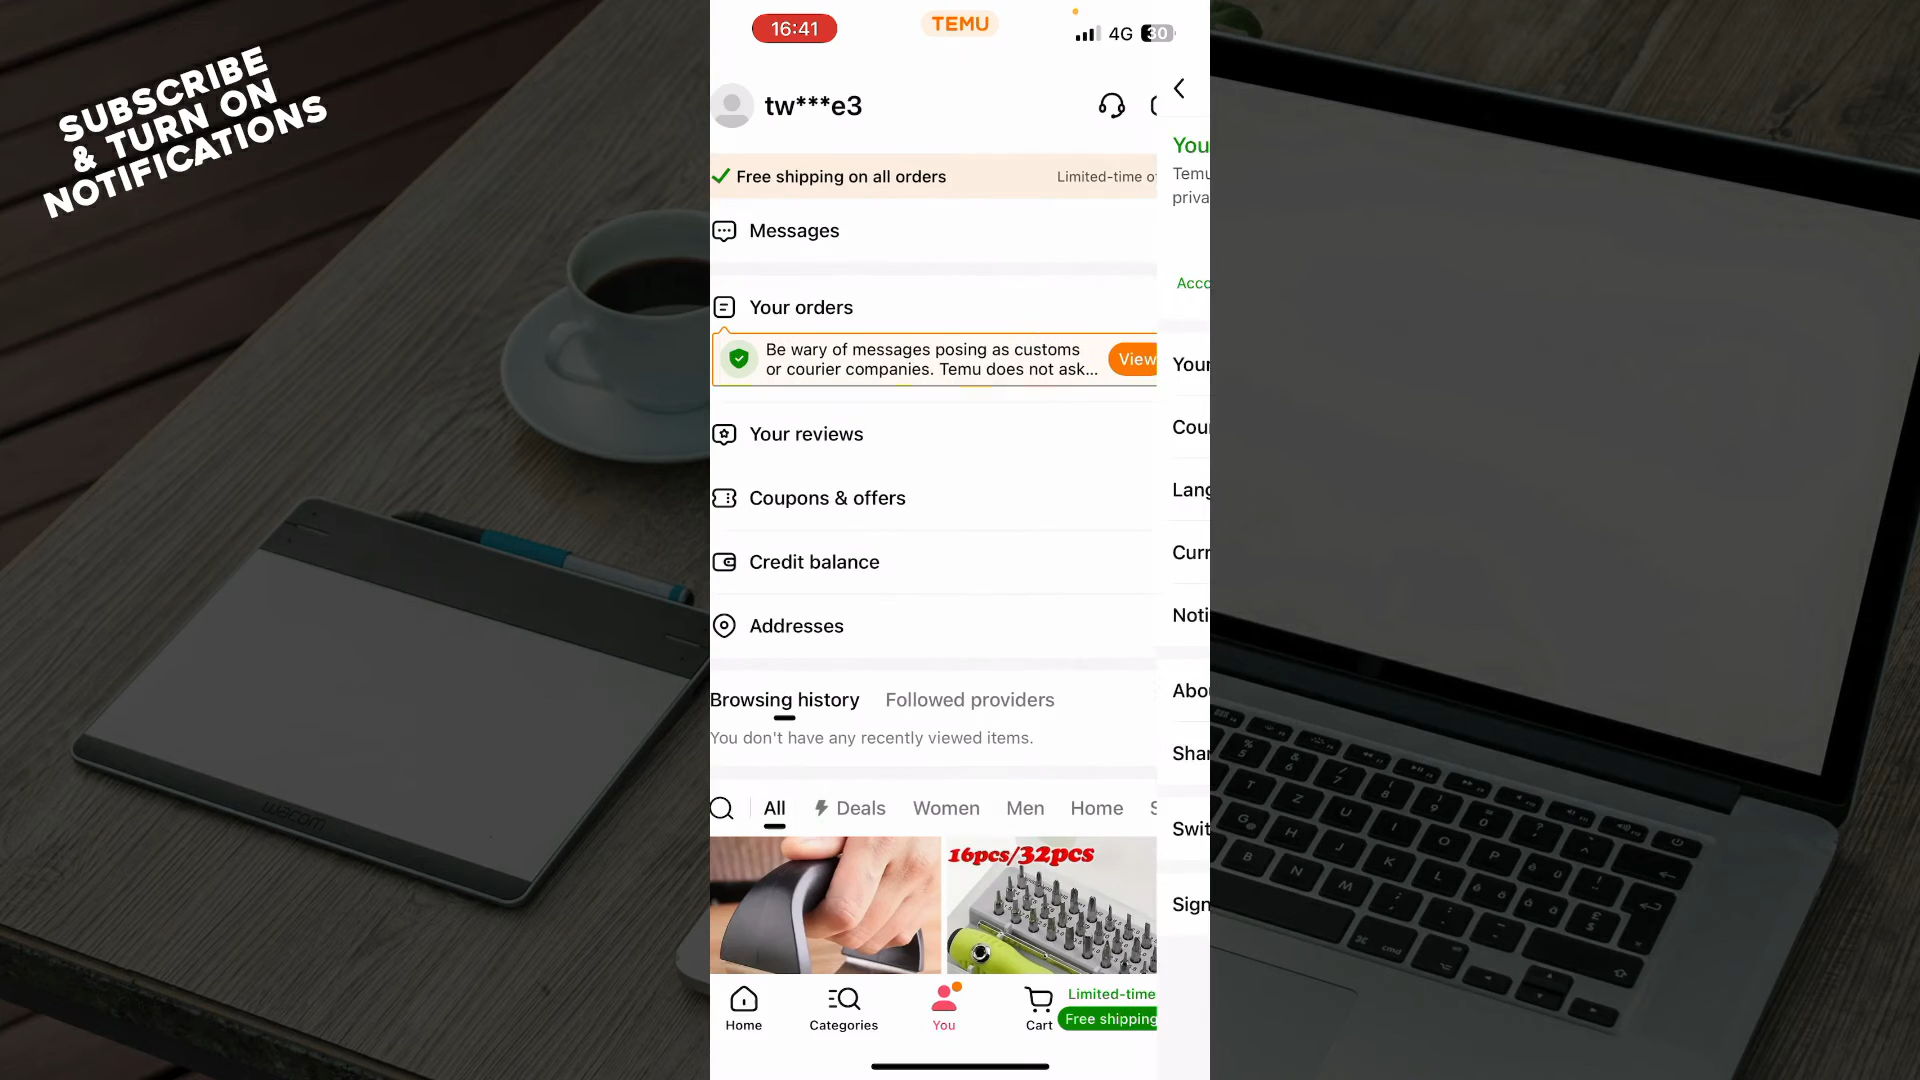 SUBSCRIBE
& TURN ON
NOTIFICATIONS
16:41
TEMU
4G 30
tw***e3
Free shipping on all orders
Limited-time o
Messages
Your orders
Be wary of messages posing as customs
or courier companies. Temu does not ask...
View
Your reviews
Coupons & offers
Credit balance
Addresses
Browsing history
Followed providers
You don't have any recently viewed items.
All
Deals
Women
Men
Home
S
16pcs/32pcs
Home
Categories
You
Cart
Limited-time
Free shipping
You
Temu
priva
Acco
Your
Cou
Lang
Curr
Noti
Abo
Shar
Swit
Sign
wacom